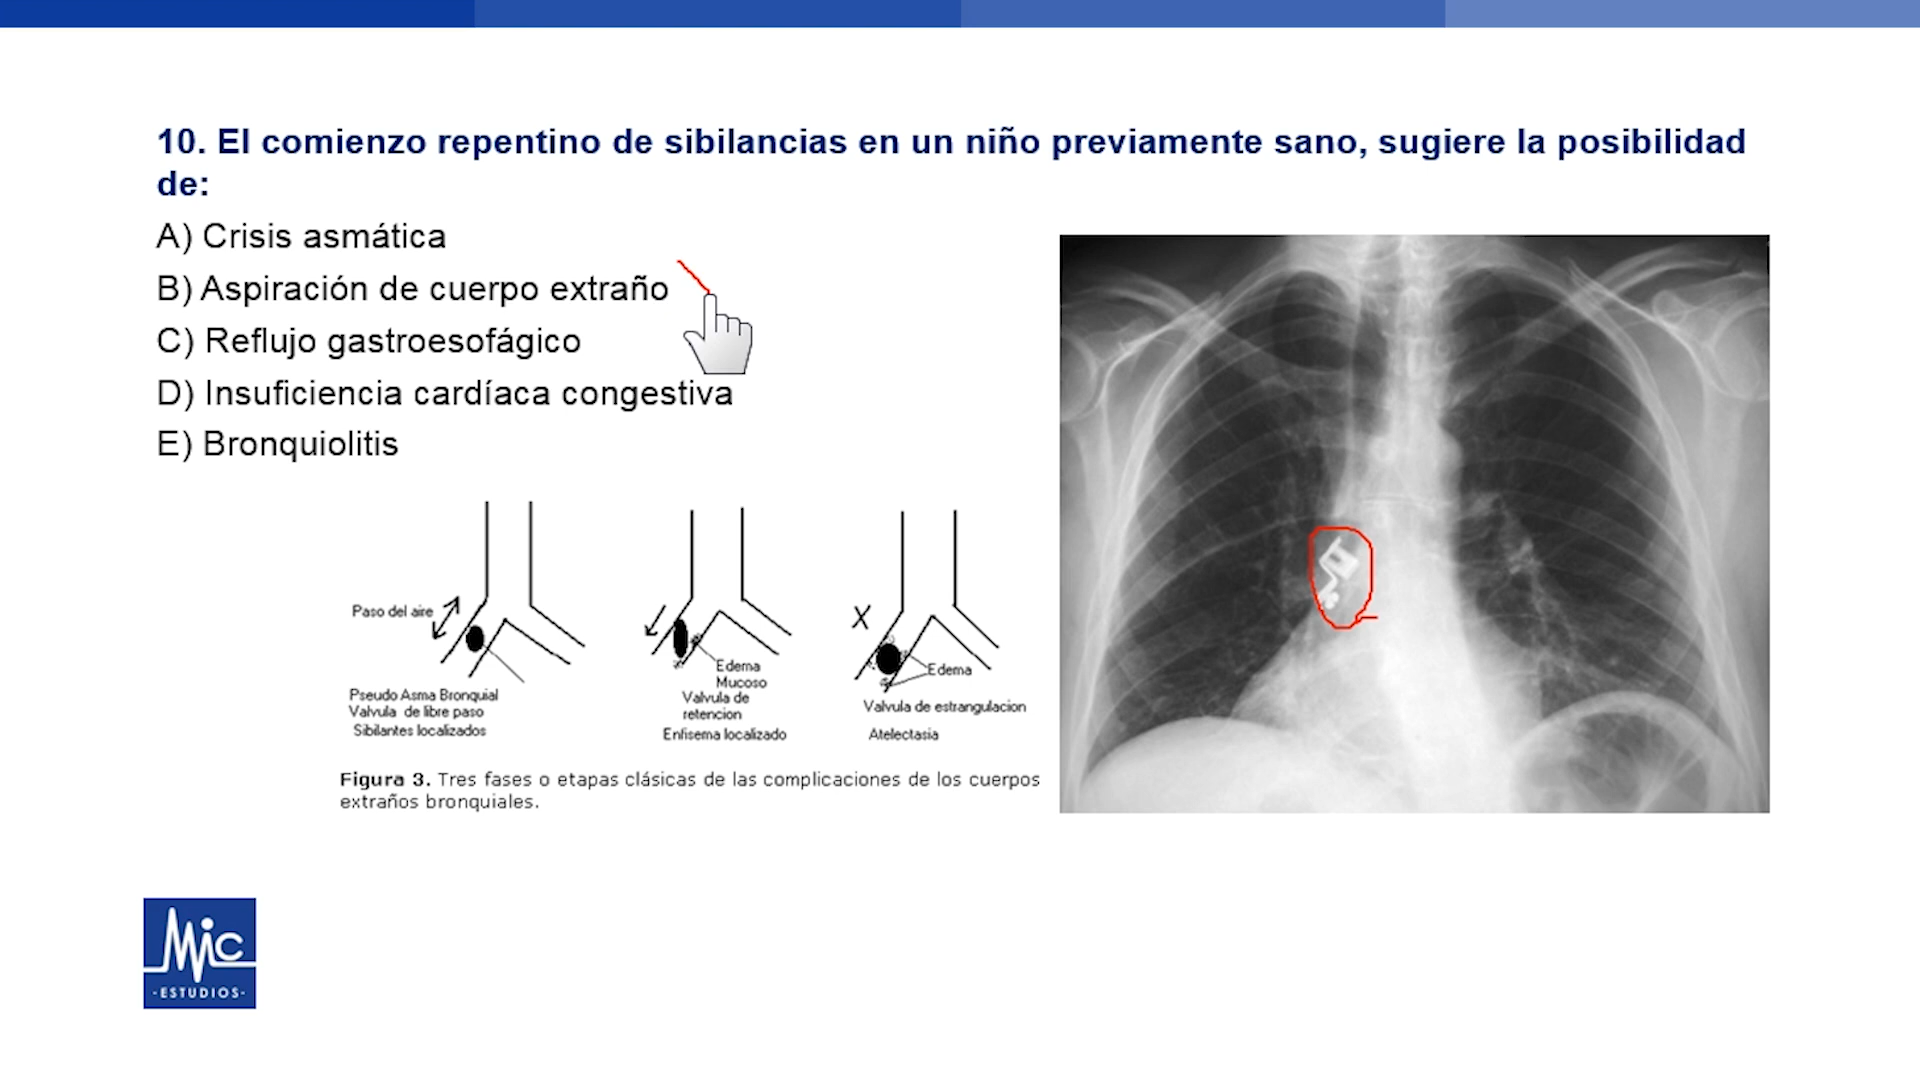 10. El comienzo repentino de sibilancias en un niño previamente sano, sugiere la posibilidad
de:
A) Crisis asmática
B) Aspiración de cuerpo extraño
C) Reflujo gastroesofágico
D) Insuficiencia cardíaca congestiva
E) Bronquiolitis
Paso del aire
Pseudo Asma Bronquial
Valvula de libre paso
Sibilantes localizados
Edema
Mucoso
Valvula de
retencion
Enfisema localizado
X
Edema
Valvula de estrangulacion
Atelectasia
Figura 3. Tres fases o etapas clásicas de las complicaciones de los cuerpos
extraños bronquiales.
Mic
·ESTUDIOS·